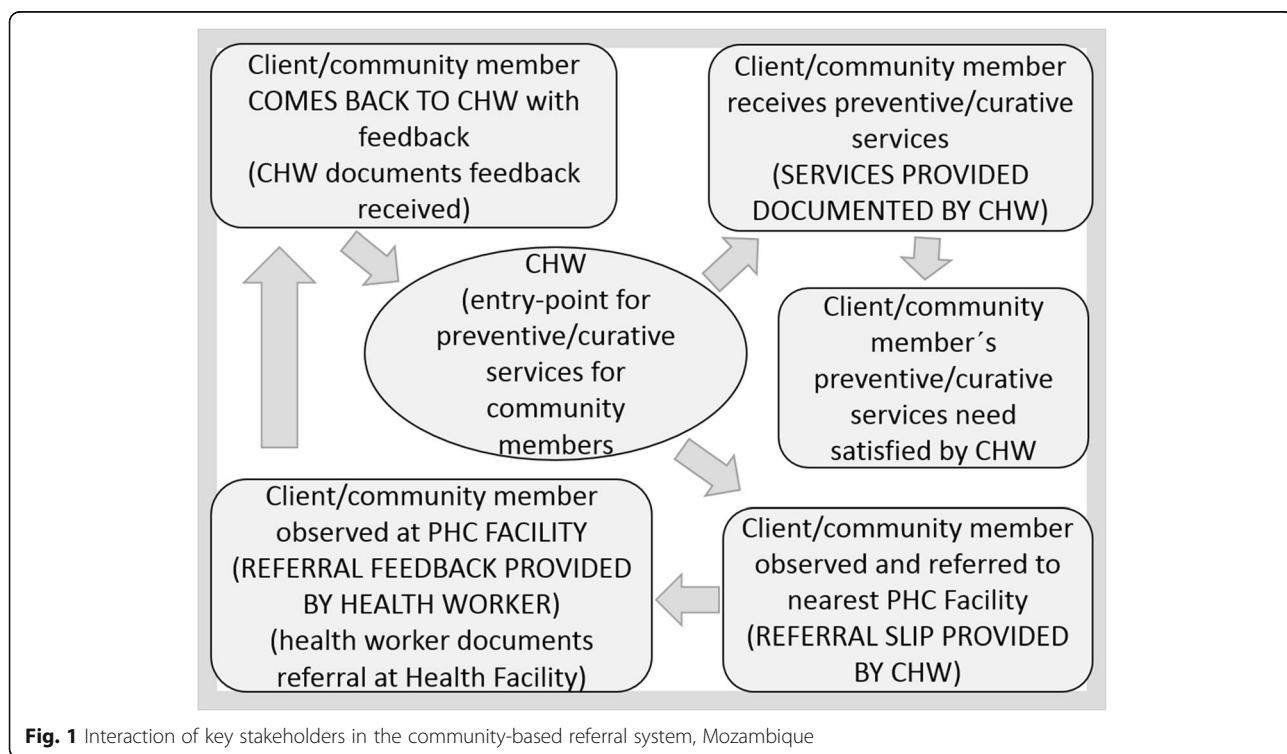 Client/community member
COMES BACK TO CHW with
feedback
(CHW documents feedback
received)
Client/community member
receives preventive/curative
services
(SERVICES PROVIDED
DOCUMENTED BY CHW)
CHW
(entry-point for
preventive/curative
services for
community
members
Client/community
member´s
preventive/curative
services need
satisfied by CHW
Client/community member
observed at PHC FACILITY
(REFERRAL FEEDBACK PROVIDED
BY HEALTH WORKER)
(health worker documents
referral at Health Facility)
Client/community member
observed and referred to
nearest PHC Facility
(REFERRAL SLIP PROVIDED
BY CHW)
Fig. 1 Interaction of key stakeholders in the community-based referral system, Mozambique